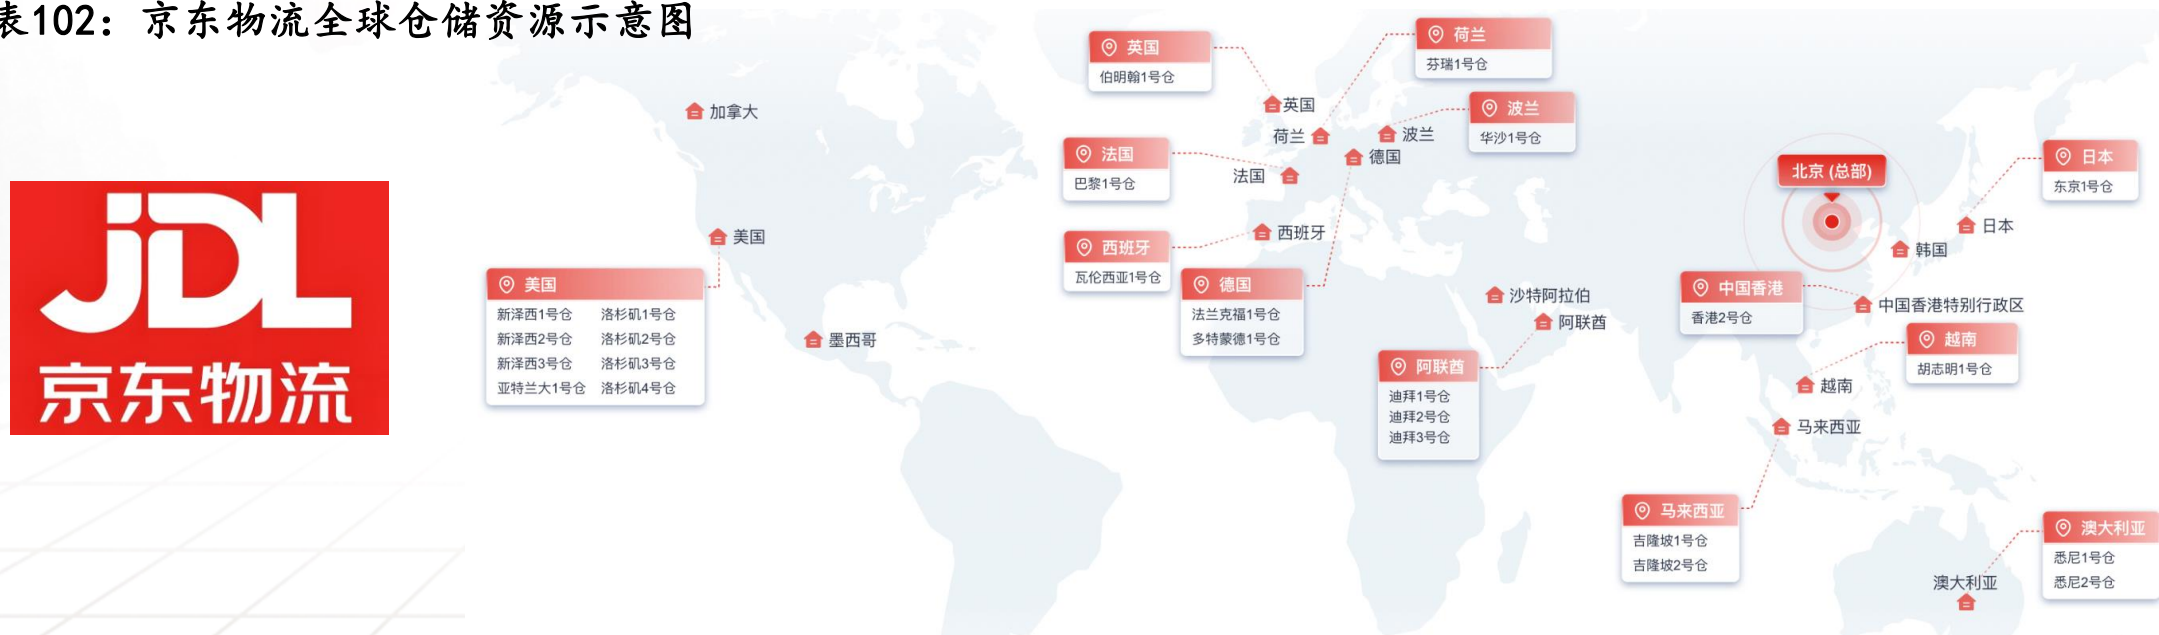 表102：京东物流全球仓储资源示意图
JDL
京东物流
加拿大
美国
美国
新泽西1号仓 洛杉矶1号仓
新泽西2号仓 洛杉矶2号仓
新泽西3号仓 洛杉矶3号仓
亚特兰大1号仓 洛杉矶4号仓
墨西哥
英国
伯明翰1号仓
英国
荷兰
芬瑞1号仓
荷兰
波兰
华沙1号仓
波兰
德国
法国
巴黎1号仓
法国
西班牙
瓦伦西亚1号仓
西班牙
德国
法兰克福1号仓
多特蒙德1号仓
沙特阿拉伯
阿联酋
阿联酋
迪拜1号仓
迪拜2号仓
迪拜3号仓
北京 (总部)
日本
东京1号仓
日本
韩国
中国香港
香港2号仓
中国香港特别行政区
越南
胡志明1号仓
越南
马来西亚
马来西亚
吉隆坡1号仓
吉隆坡2号仓
澳大利亚
悉尼1号仓
悉尼2号仓
澳大利亚